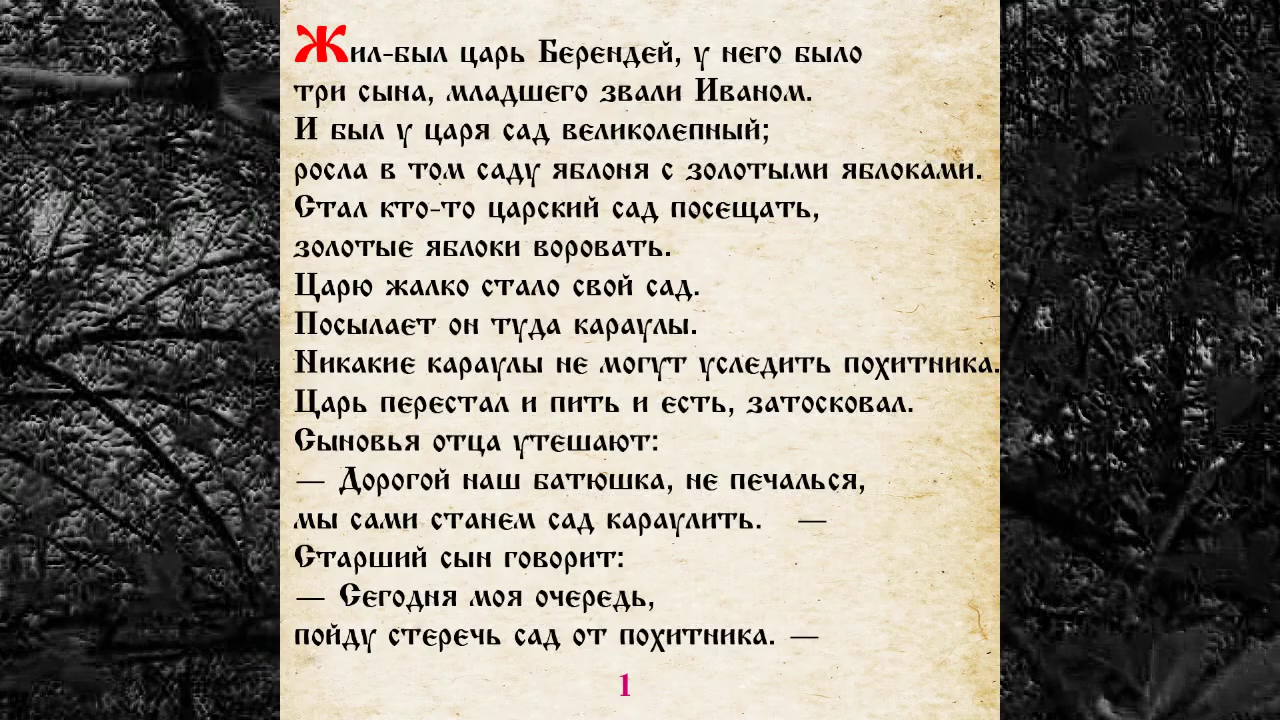 Жил-был царь Берендей, у него было
три сына, младшего звали Иваном.
И был у царя сад великолепный;
росла в том саду яблоня с золотыми яблоками.
Стал кто-то царский сад посещать,
золотые яблоки воровать.
Царю жалко стало свой сад.
Посылает он туда караулы.
Никакие караулы не могут уследить похитника.
Царь перестал и пить и есть, затосковал.
Сыновья отца утешают:
— Дорогой наш батюшка, не печалься,
мы сами станем сад караулить. —
Старший сын говорит:
— Сегодня моя очередь,
пойду стеречь сад от похитника. —
1